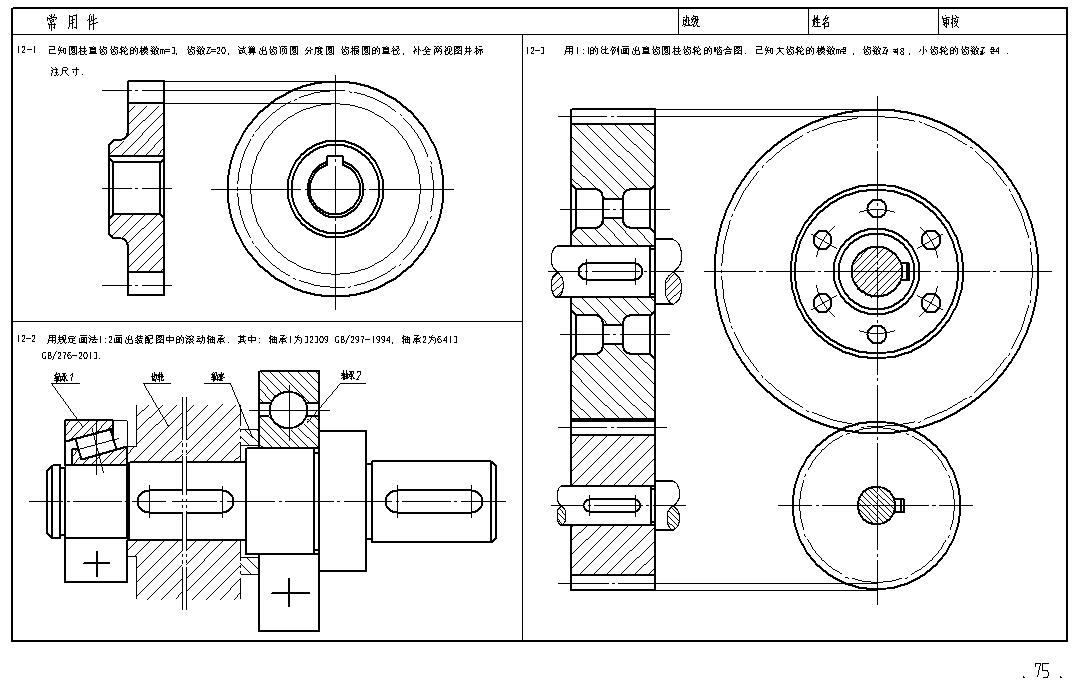 常用件 班级 姓名 审核
12-1 已知圆柱直齿齿轮的模数m=3, 齿数Z=20, 试算出齿顶圆 分度圆 齿根圆的直径, 补全两视图并标
注尺寸.
12-2 用规定画法1:2画出装配图中的滚动轴承. 其中: 轴承1为32309 GB/297-1994, 轴承2为6413
GB/276-2013.
轴承1 齿轮 轴套 轴承2
12-3 用1:1的比例画出直齿圆柱齿轮的啮合图. 已知大齿轮的模数m= , 齿数Z , 小齿轮的齿数Z .
. 75 .